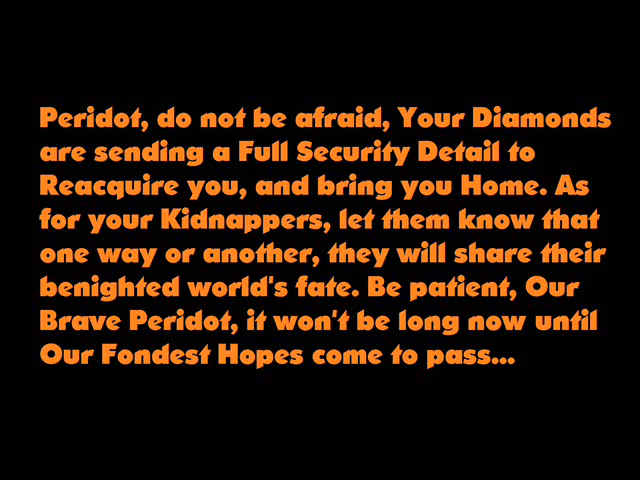 Peridot, do not be afraid, Your Diamonds
are sending a Full Security Detail to
Reacquire you, and bring you Home. As
for your Kidnappers, let them know that
one way or another, they will share their
benighted world's fate. Be patient, Our
Brave Peridot, it won't be long now until
Our Fondest Hopes come to pass...